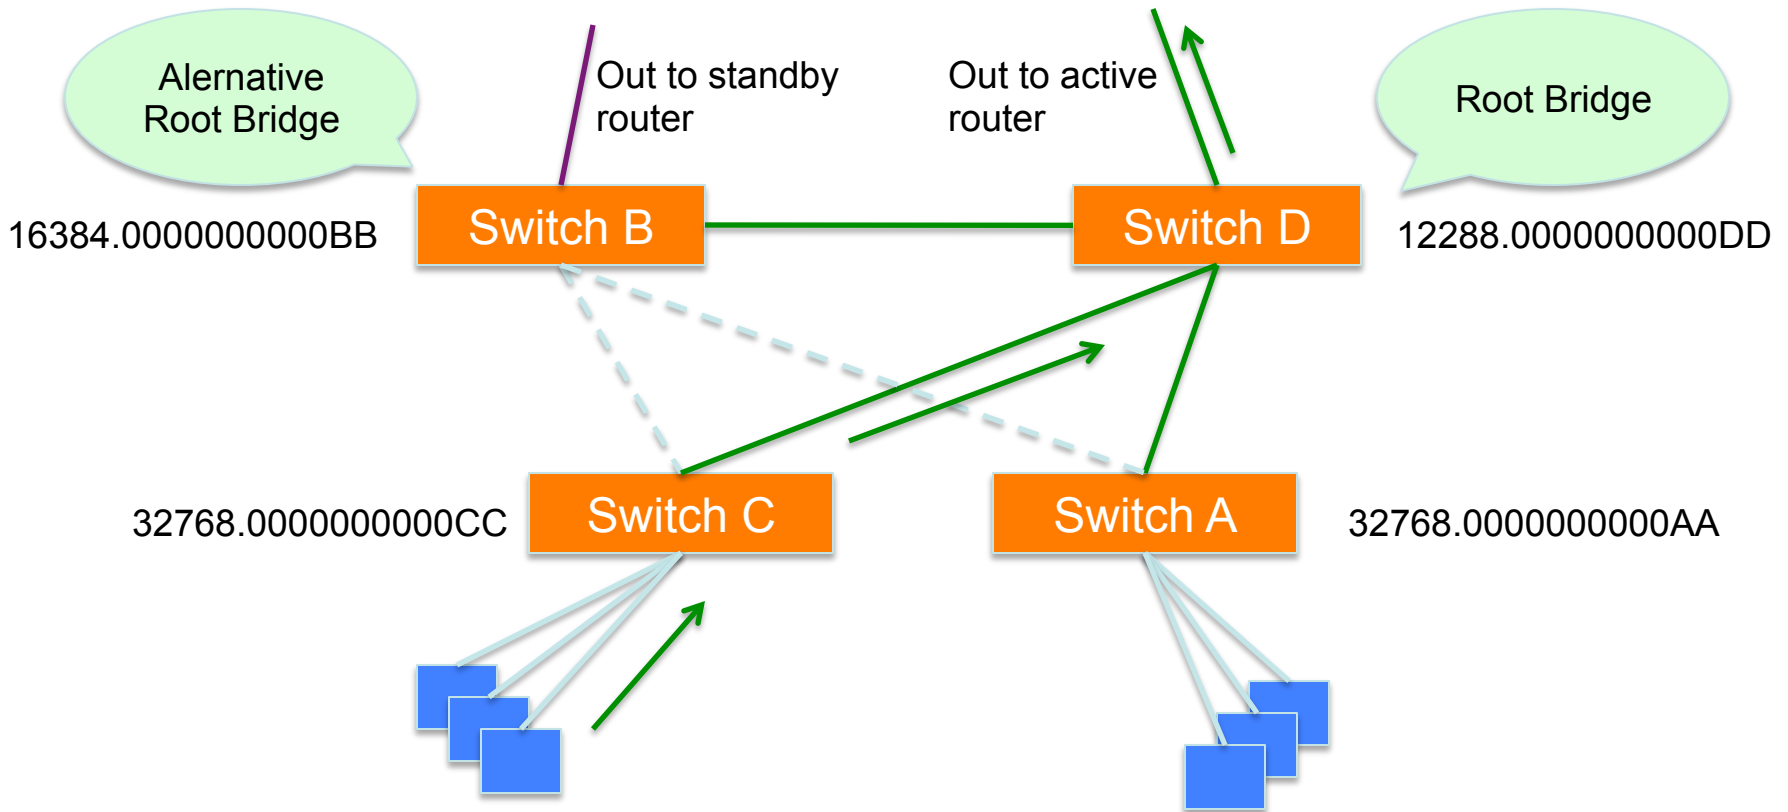 Alernative
Root Bridge
Out to standby
router
Out to active
router
Root Bridge
16384.0000000000BB
Switch B
Switch D
12288.0000000000DD
32768.0000000000CC
Switch C
Switch A
32768.0000000000AA